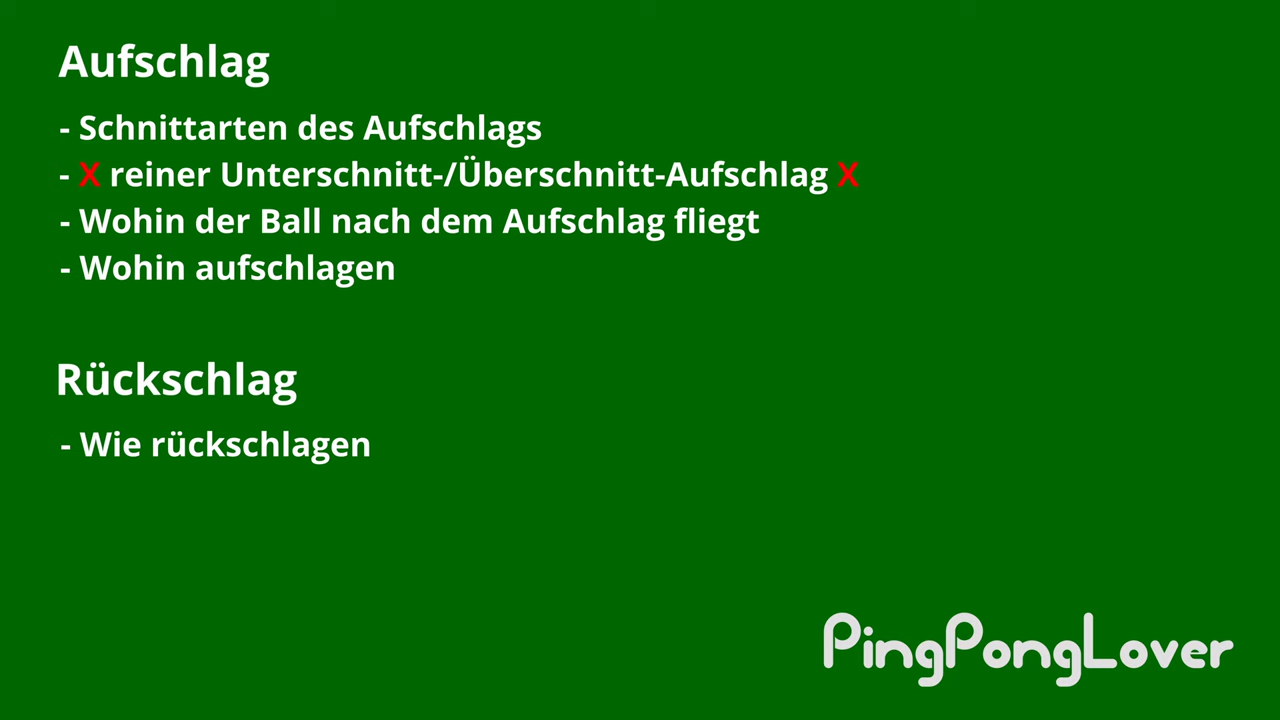 Aufschlag
- Schnittarten des Aufschlags
- X reiner Unterschnitt-/Überschnitt-Aufschlag X
- Wohin der Ball nach dem Aufschlag fliegt
- Wohin aufschlagen
Rückschlag
- Wie rückschlagen
PingPongLover